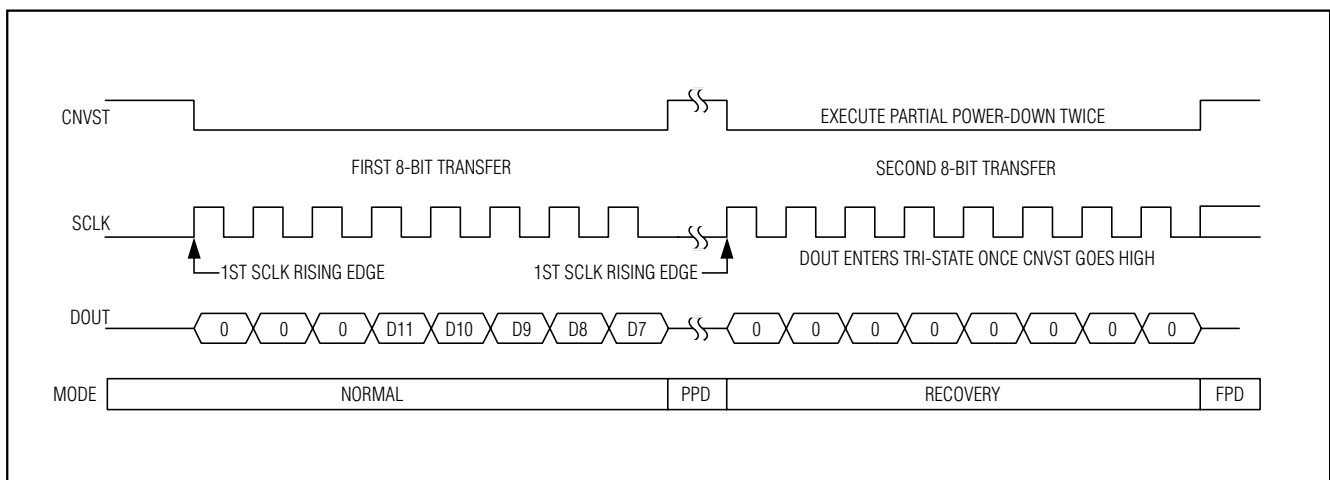 CNVST
EXECUTE PARTIAL POWER-DOWN TWICE
FIRST 8-BIT TRANSFER
SECOND 8-BIT TRANSFER
SCLK
1ST SCLK RISING EDGE
1ST SCLK RISING EDGE
DOUT ENTERS TRI-STATE ONCE CNVST GOES HIGH
DOUT
0 0 0 D11 D10 D9 D8 D7
0 0 0 0 0 0 0 0
MODE
NORMAL
PPD
RECOVERY
FPD